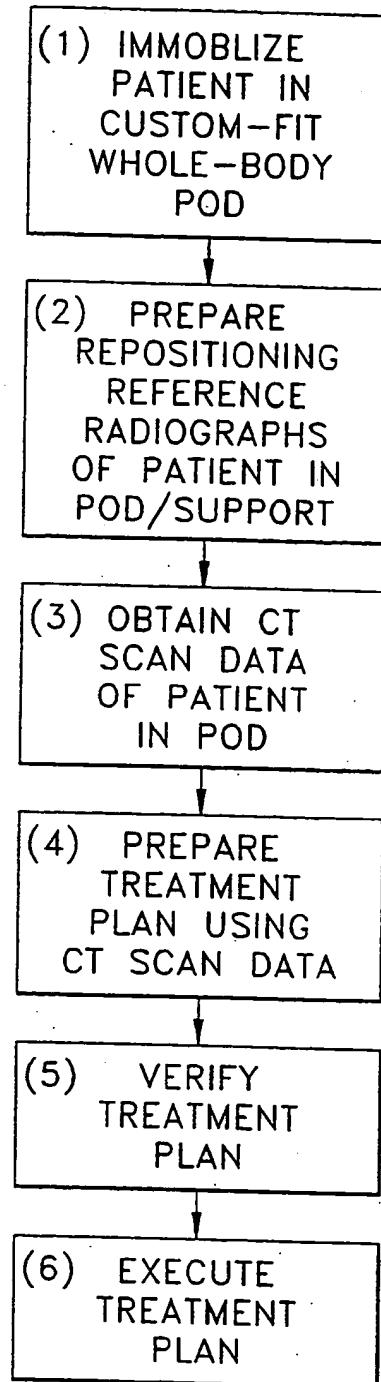 (1) IMMOBLIZE
PATIENT IN
CUSTOM-FIT
WHOLE-BODY
POD
(2) PREPARE
REPOSITIONING
REFERENCE
RADIOGRAPHS
OF PATIENT IN
POD/SUPPORT
(3) OBTAIN CT
SCAN DATA
OF PATIENT
IN POD
(4) PREPARE
TREATMENT
PLAN USING
CT SCAN DATA
(5) VERIFY
TREATMENT
PLAN
(6) EXECUTE
TREATMENT
PLAN